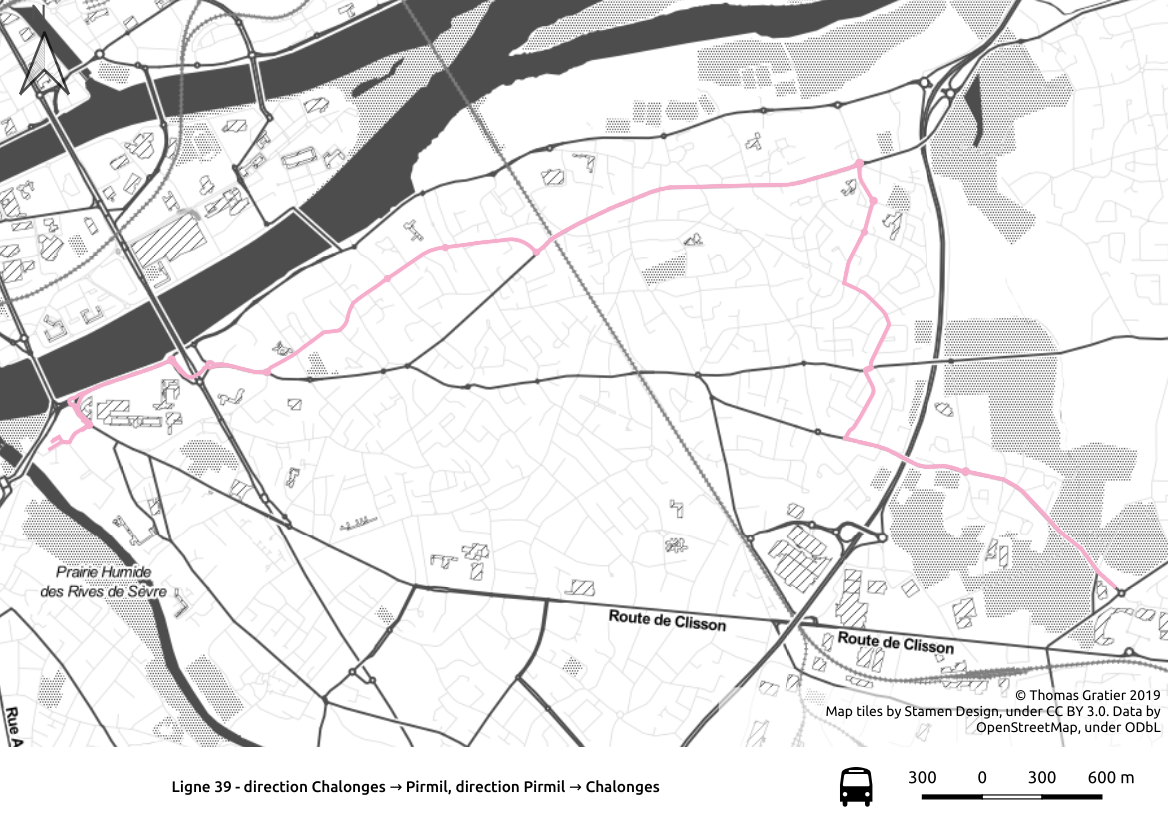 N
Prairie Humide
des Rives de Sèvre
Route de Clisson
Route de Clisson
Rue A
© Thomas Gratier 2019
Map tiles by Stamen Design, under CC BY 3.0. Data by
OpenStreetMap, under ODbL
Ligne 39 - direction Chalonges → Pirmil, direction Pirmil → Chalonges
300 0 300 600 m